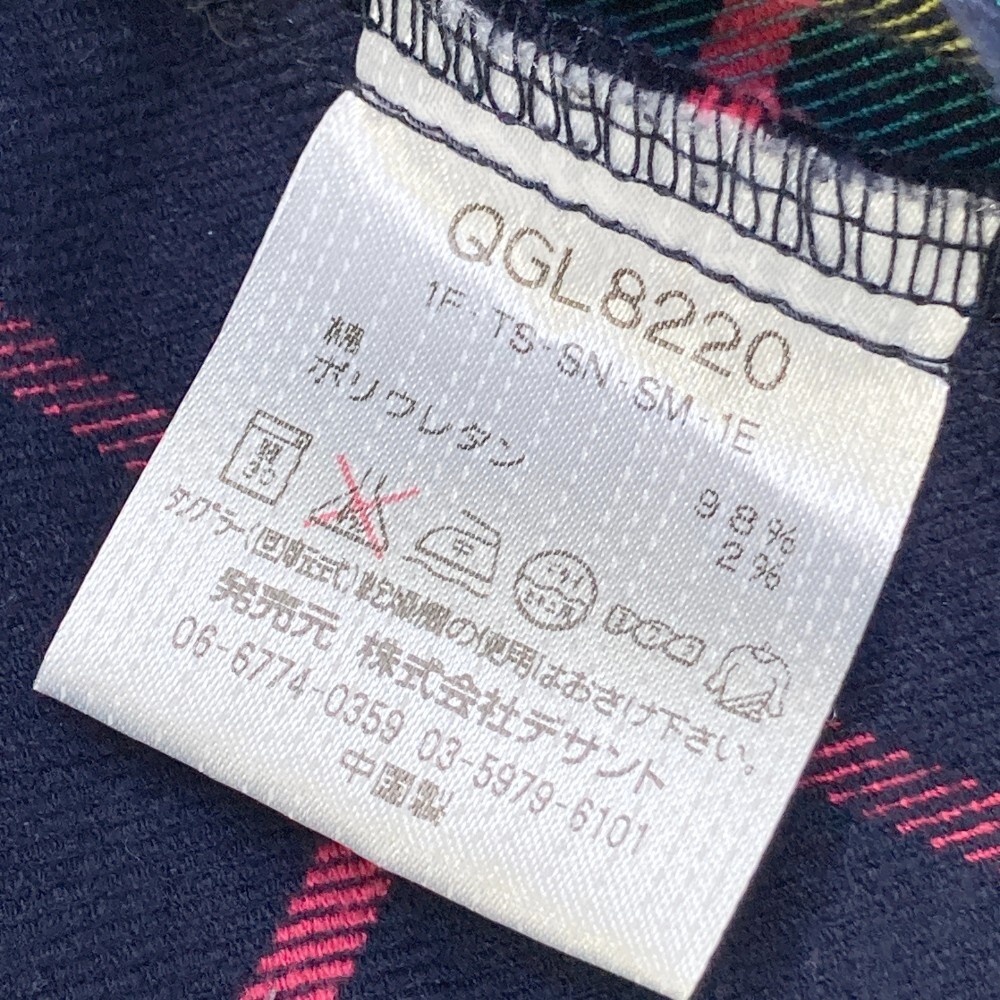 QGL8220
1F-TS-SN-SM-1E
綿 98%
ポリウレタン 2%
30
中
タンブラー(回転式)乾燥機の使用はおさけ下さい。
発売元 株式会社デサント
06-6774-0359 03-5979-6101
中国製